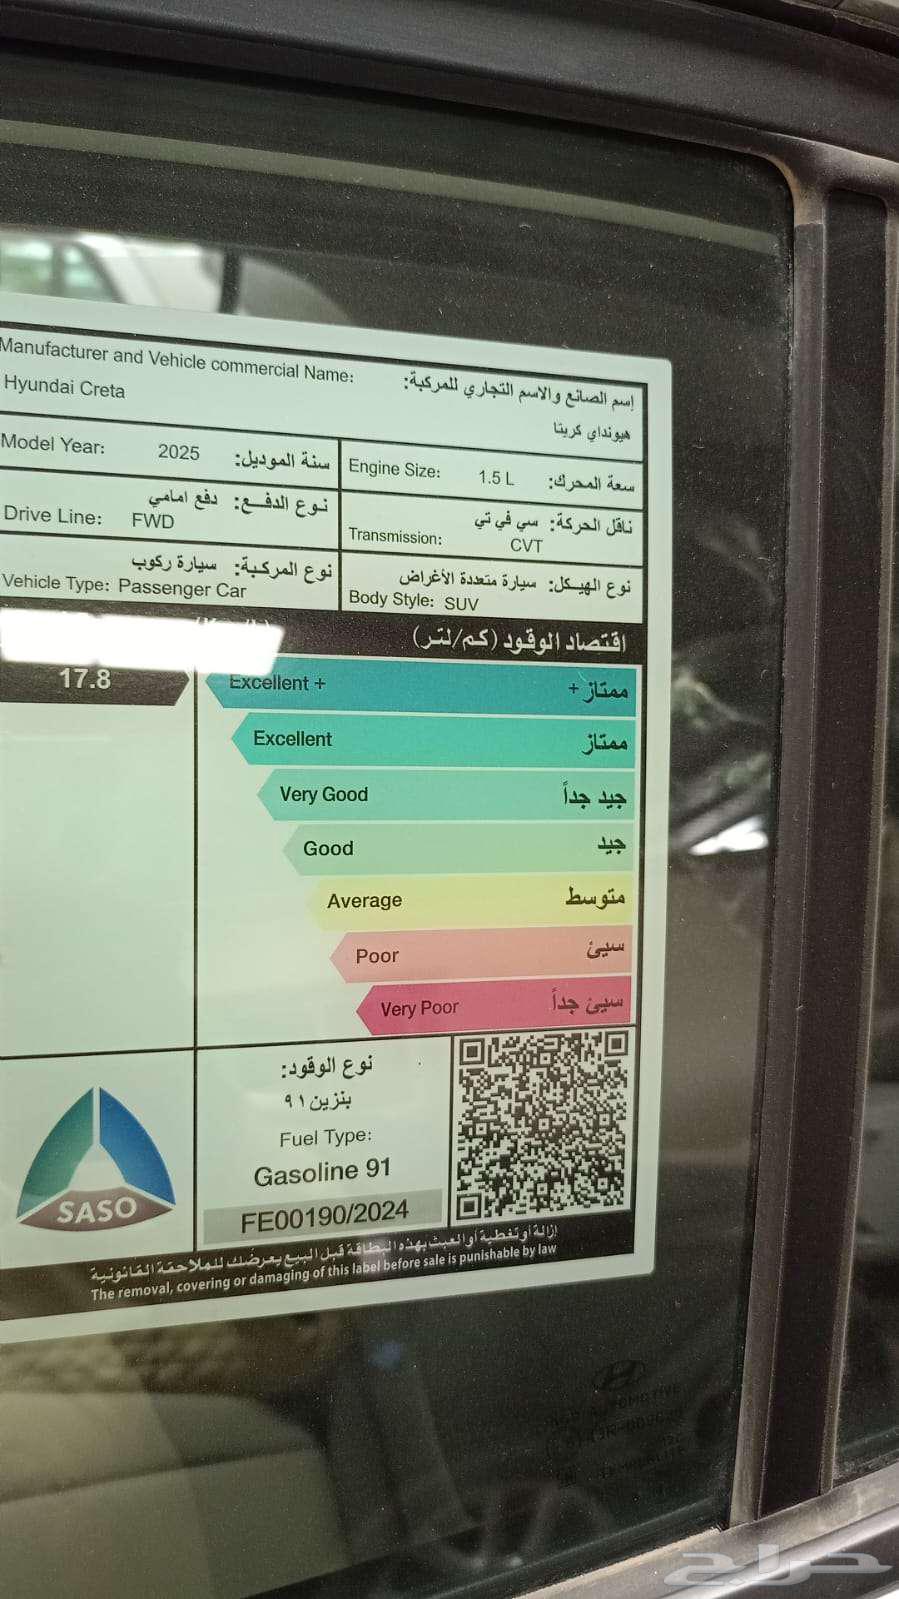 Manufacturer and Vehicle commercial Name:
إسم الصانع والاسم التجاري للمركبة:
Hyundai Creta
هيونداي كريتا
Model Year: 2025 سنة الموديل:
Engine Size: 1.5 L سعة المحرك:
نوع الدفـع: دفع امامي
Drive Line: FWD
ناقل الحركة: سي في تي
Transmission: CVT
نوع المركبة: سيارة ركوب
Vehicle Type: Passenger Car
نوع الهيكل: سيارة متعددة الأغراض
Body Style: SUV
اقتصاد الوقود (كم/لتر)
17.8
Excellent + ممتاز +
Excellent ممتاز
Very Good جيد جداً
Good جيد
Average متوسط
Poor سيئ
Very Poor سيئ جداً
نوع الوقود:
بنزين ٩١
Fuel Type:
Gasoline 91
FE00190/2024
SASO
إزالة أو تغطية أو العبث بهذه البطاقة قبل البيع يعرضك للملاحقة القانونية
The removal, covering or damaging of this label before sale is punishable by law
حراج